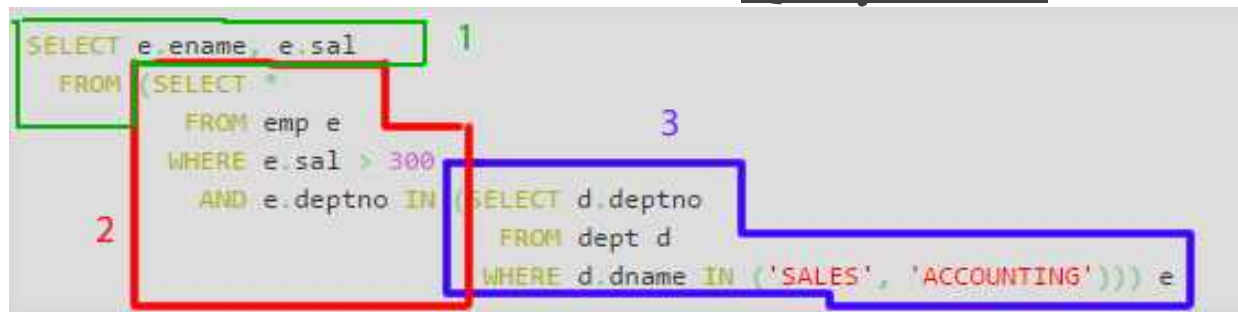 SELECT e.ename, e.sal
1
FROM (SELECT *
FROM emp e
3
WHERE e.sal > 300
AND e.deptno IN (SELECT d.deptno
2
FROM dept d
WHERE d.dname IN ('SALES', 'ACCOUNTING'))) e